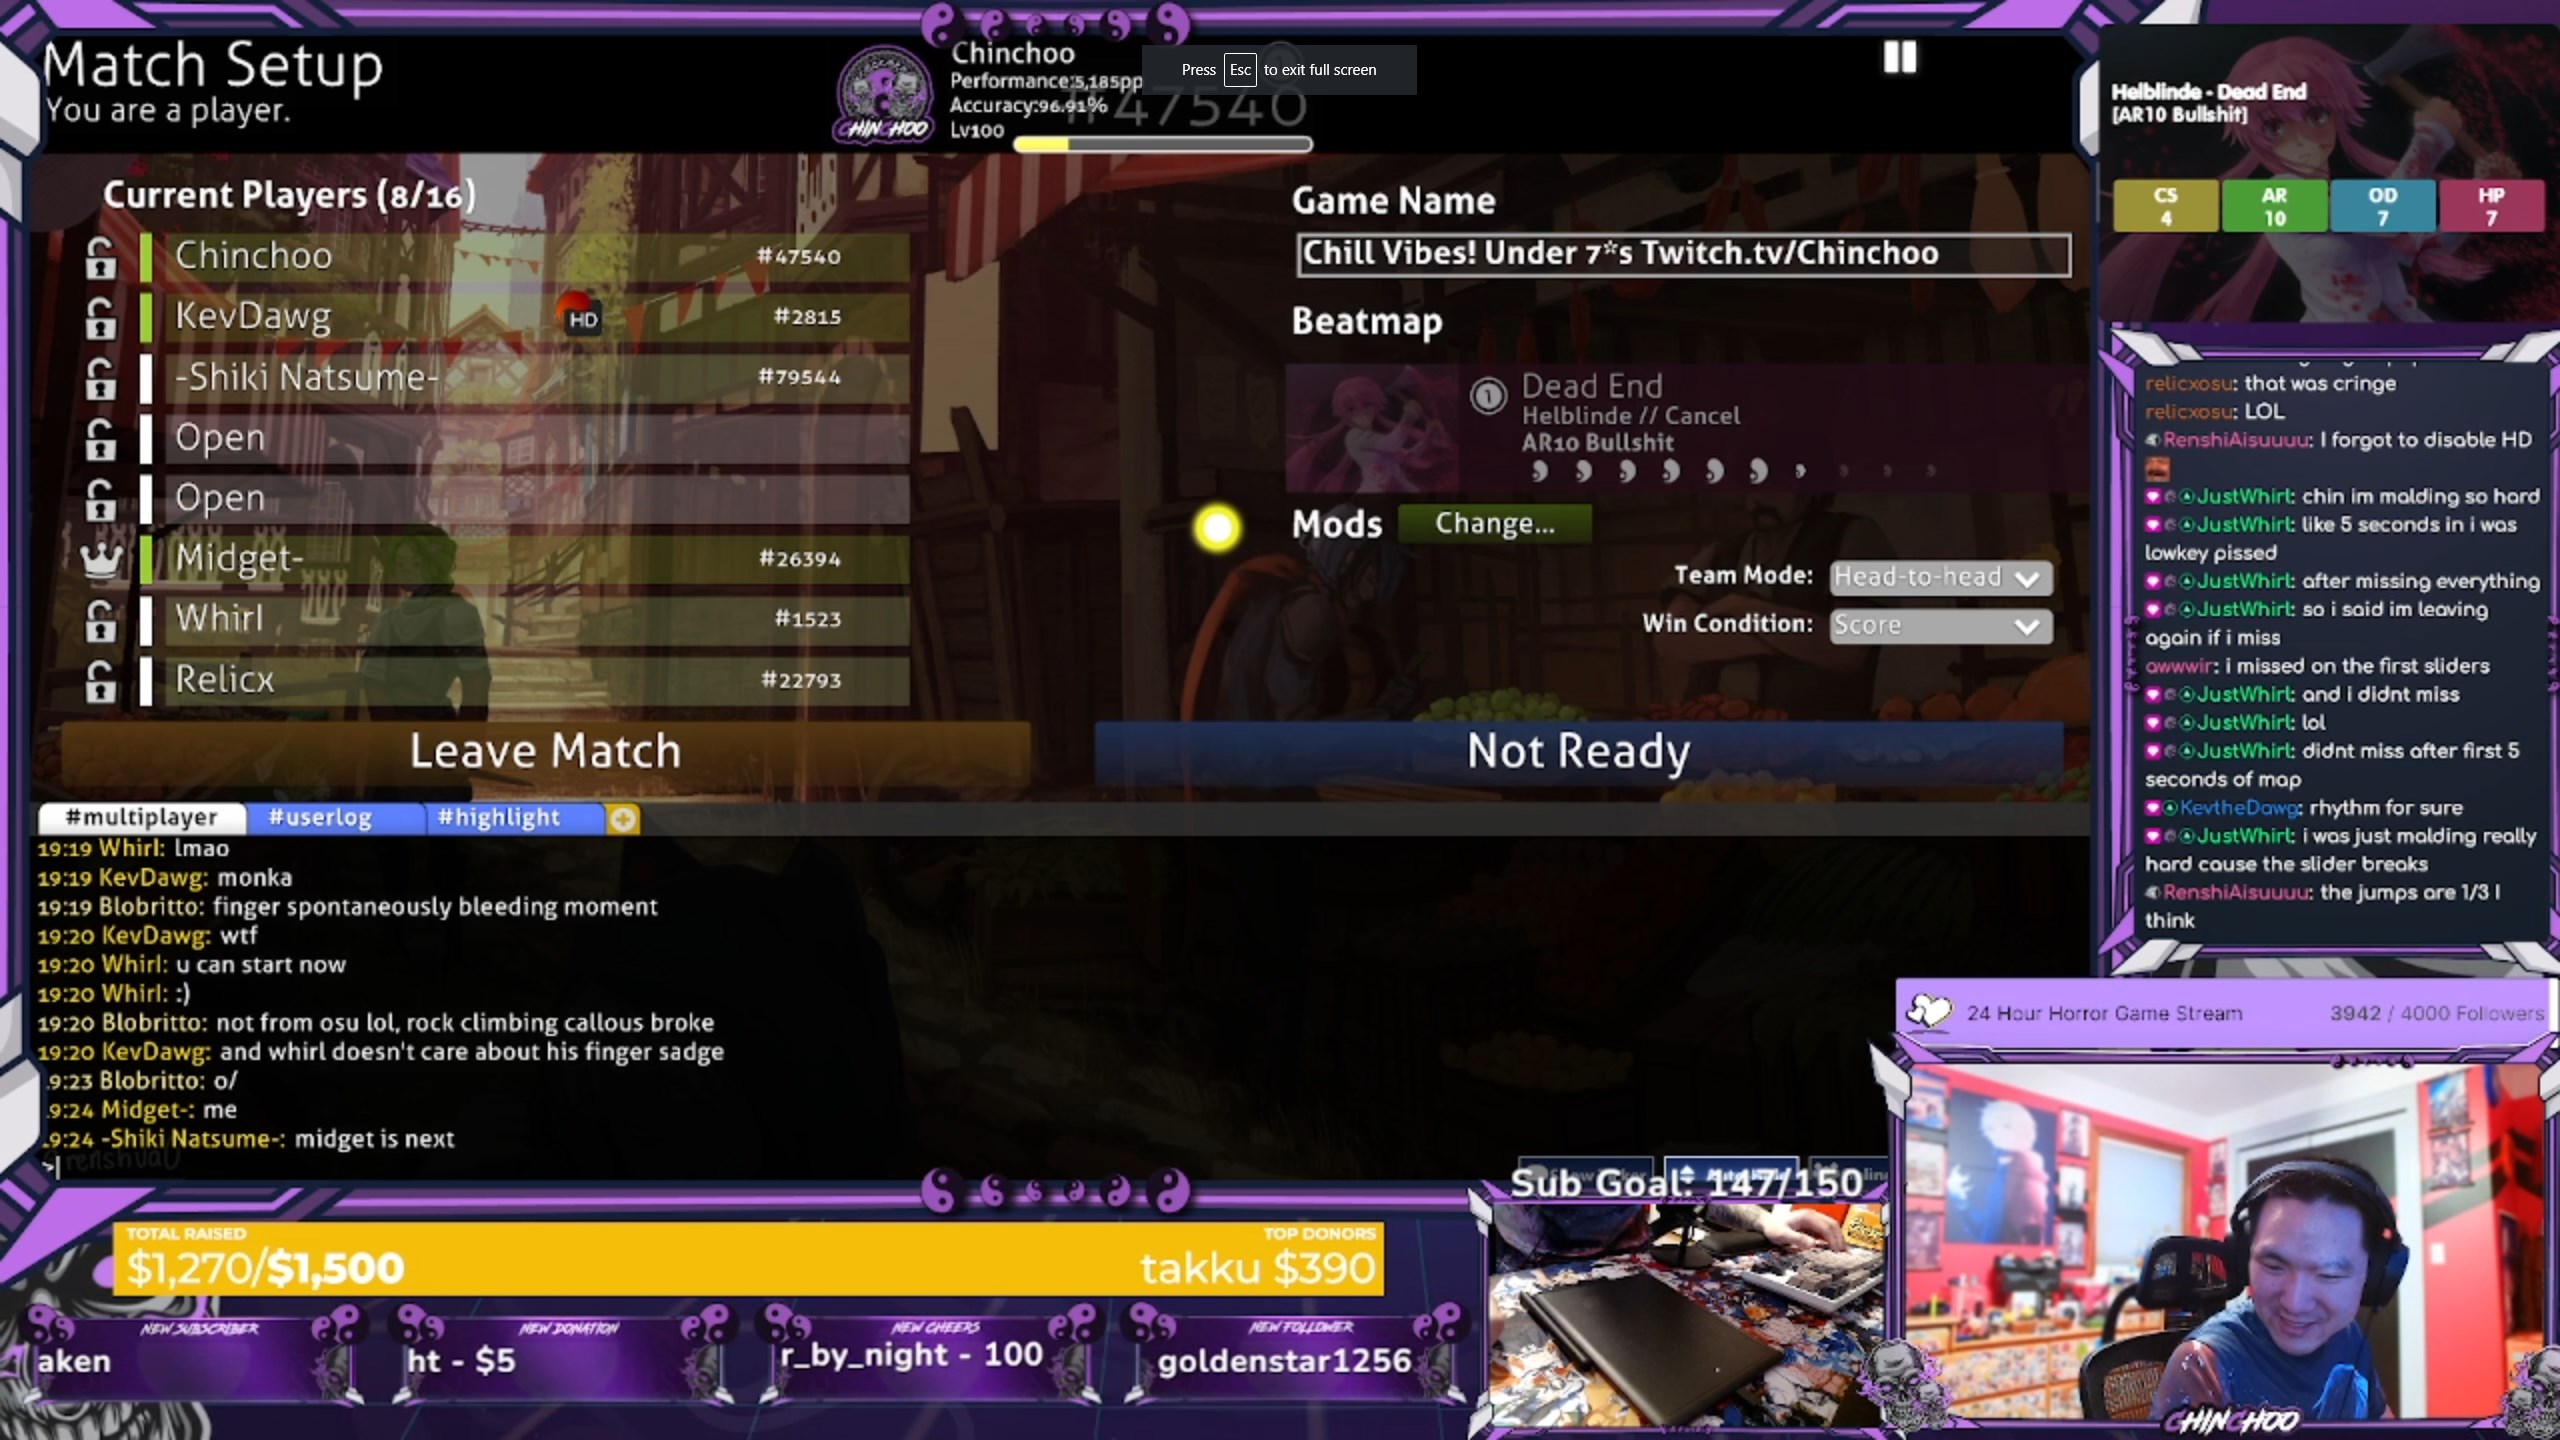 Match Setup
You are a player.
Chinchoo
Performance:5,185pp
Accuracy:96.91%
Lv100
#47540
Press Esc to exit full screen
Current Players (8/16)
Chinchoo #47540
KevDawg HD #2815
-Shiki Natsume- #79544
Open
Open
Midget- #26394
Whirl #1523
Relicx #22793
Leave Match
Game Name
Chill Vibes! Under 7*s Twitch.tv/Chinchoo
Beatmap
Dead End
Helblinde // Cancel
AR10 Bullshit
Mods Change...
Team Mode: Head-to-head
Win Condition: Score
Not Ready
#multiplayer #userlog #highlight
19:19 Whirl: lmao
19:19 KevDawg: monka
19:19 Blobritto: finger spontaneously bleeding moment
19:20 KevDawg: wtf
19:20 Whirl: u can start now
19:20 Whirl: :)
19:20 Blobritto: not from osu lol, rock climbing callous broke
19:20 KevDawg: and whirl doesn't care about his finger sadge
9:23 Blobritto: o/
9:24 Midget-: me
9:24 -Shiki Natsume-: midget is next
>|
Helblinde - Dead End
[AR10 Bullshit]
CS AR OD HP
4 10 7 7
relicxosu: that was cringe
relicxosu: LOL
RenshiAisuuuu: I forgot to disable HD
JustWhirl: chin im malding so hard
JustWhirl: like 5 seconds in i was
lowkey pissed
JustWhirl: after missing everything
JustWhirl: so i said im leaving
again if i miss
awwwir: i missed on the first sliders
JustWhirl: and i didnt miss
JustWhirl: lol
JustWhirl: didnt miss after first 5
seconds of map
KevtheDawg: rhythm for sure
JustWhirl: i was just malding really
hard cause the slider breaks
RenshiAisuuuu: the jumps are 1/3 I
think
24 Hour Horror Game Stream 3942 / 4000 Followers
Sub Goal: 147/150
TOTAL RAISED
$1,270/$1,500
TOP DONORS
takku $390
NEW SUBSCRIBER
aken
NEW DONATION
ht - $5
NEW CHEERS
r_by_night - 100
NEW FOLLOWER
goldenstar1256
CHINCHOO